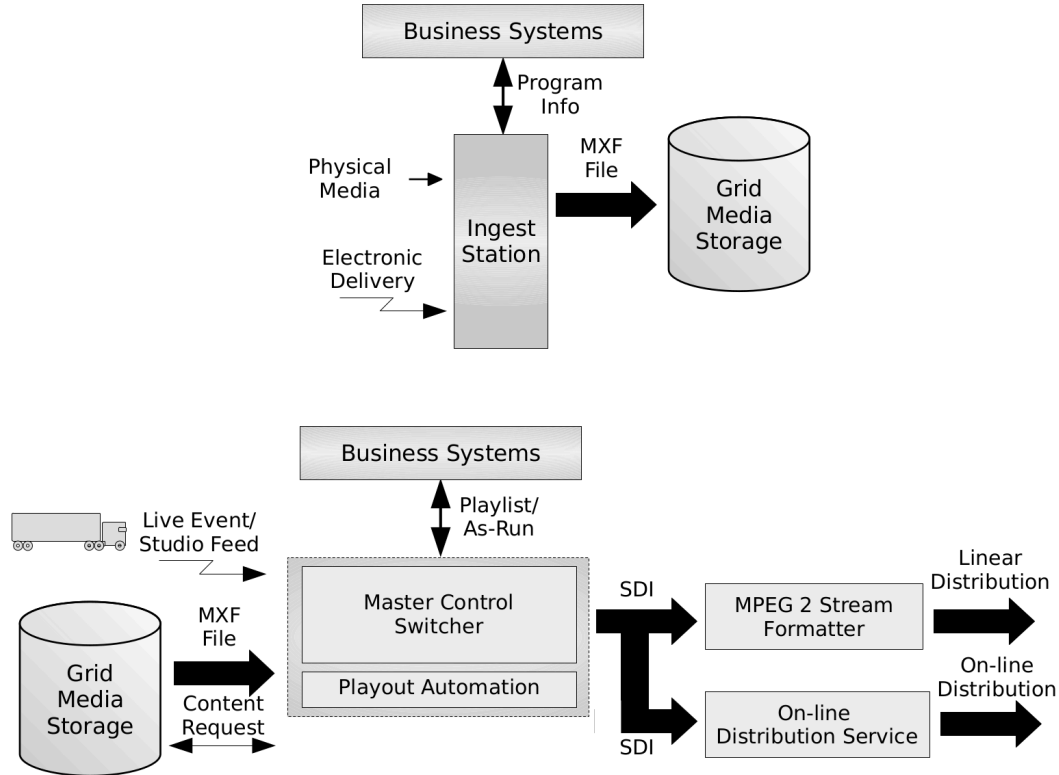 Business Systems
Program
Info
Physical
Media
MXF
File
Grid
Media
Storage
Ingest
Station
Electronic
Delivery
Business Systems
Playlist/
As-Run
Live Event/
Studio Feed
Master Control
Switcher
Playout Automation
MXF
File
Grid
Media
Storage
Content
Request
SDI
MPEG 2 Stream
Formatter
Linear
Distribution
SDI
On-line
Distribution Service
On-line
Distribution